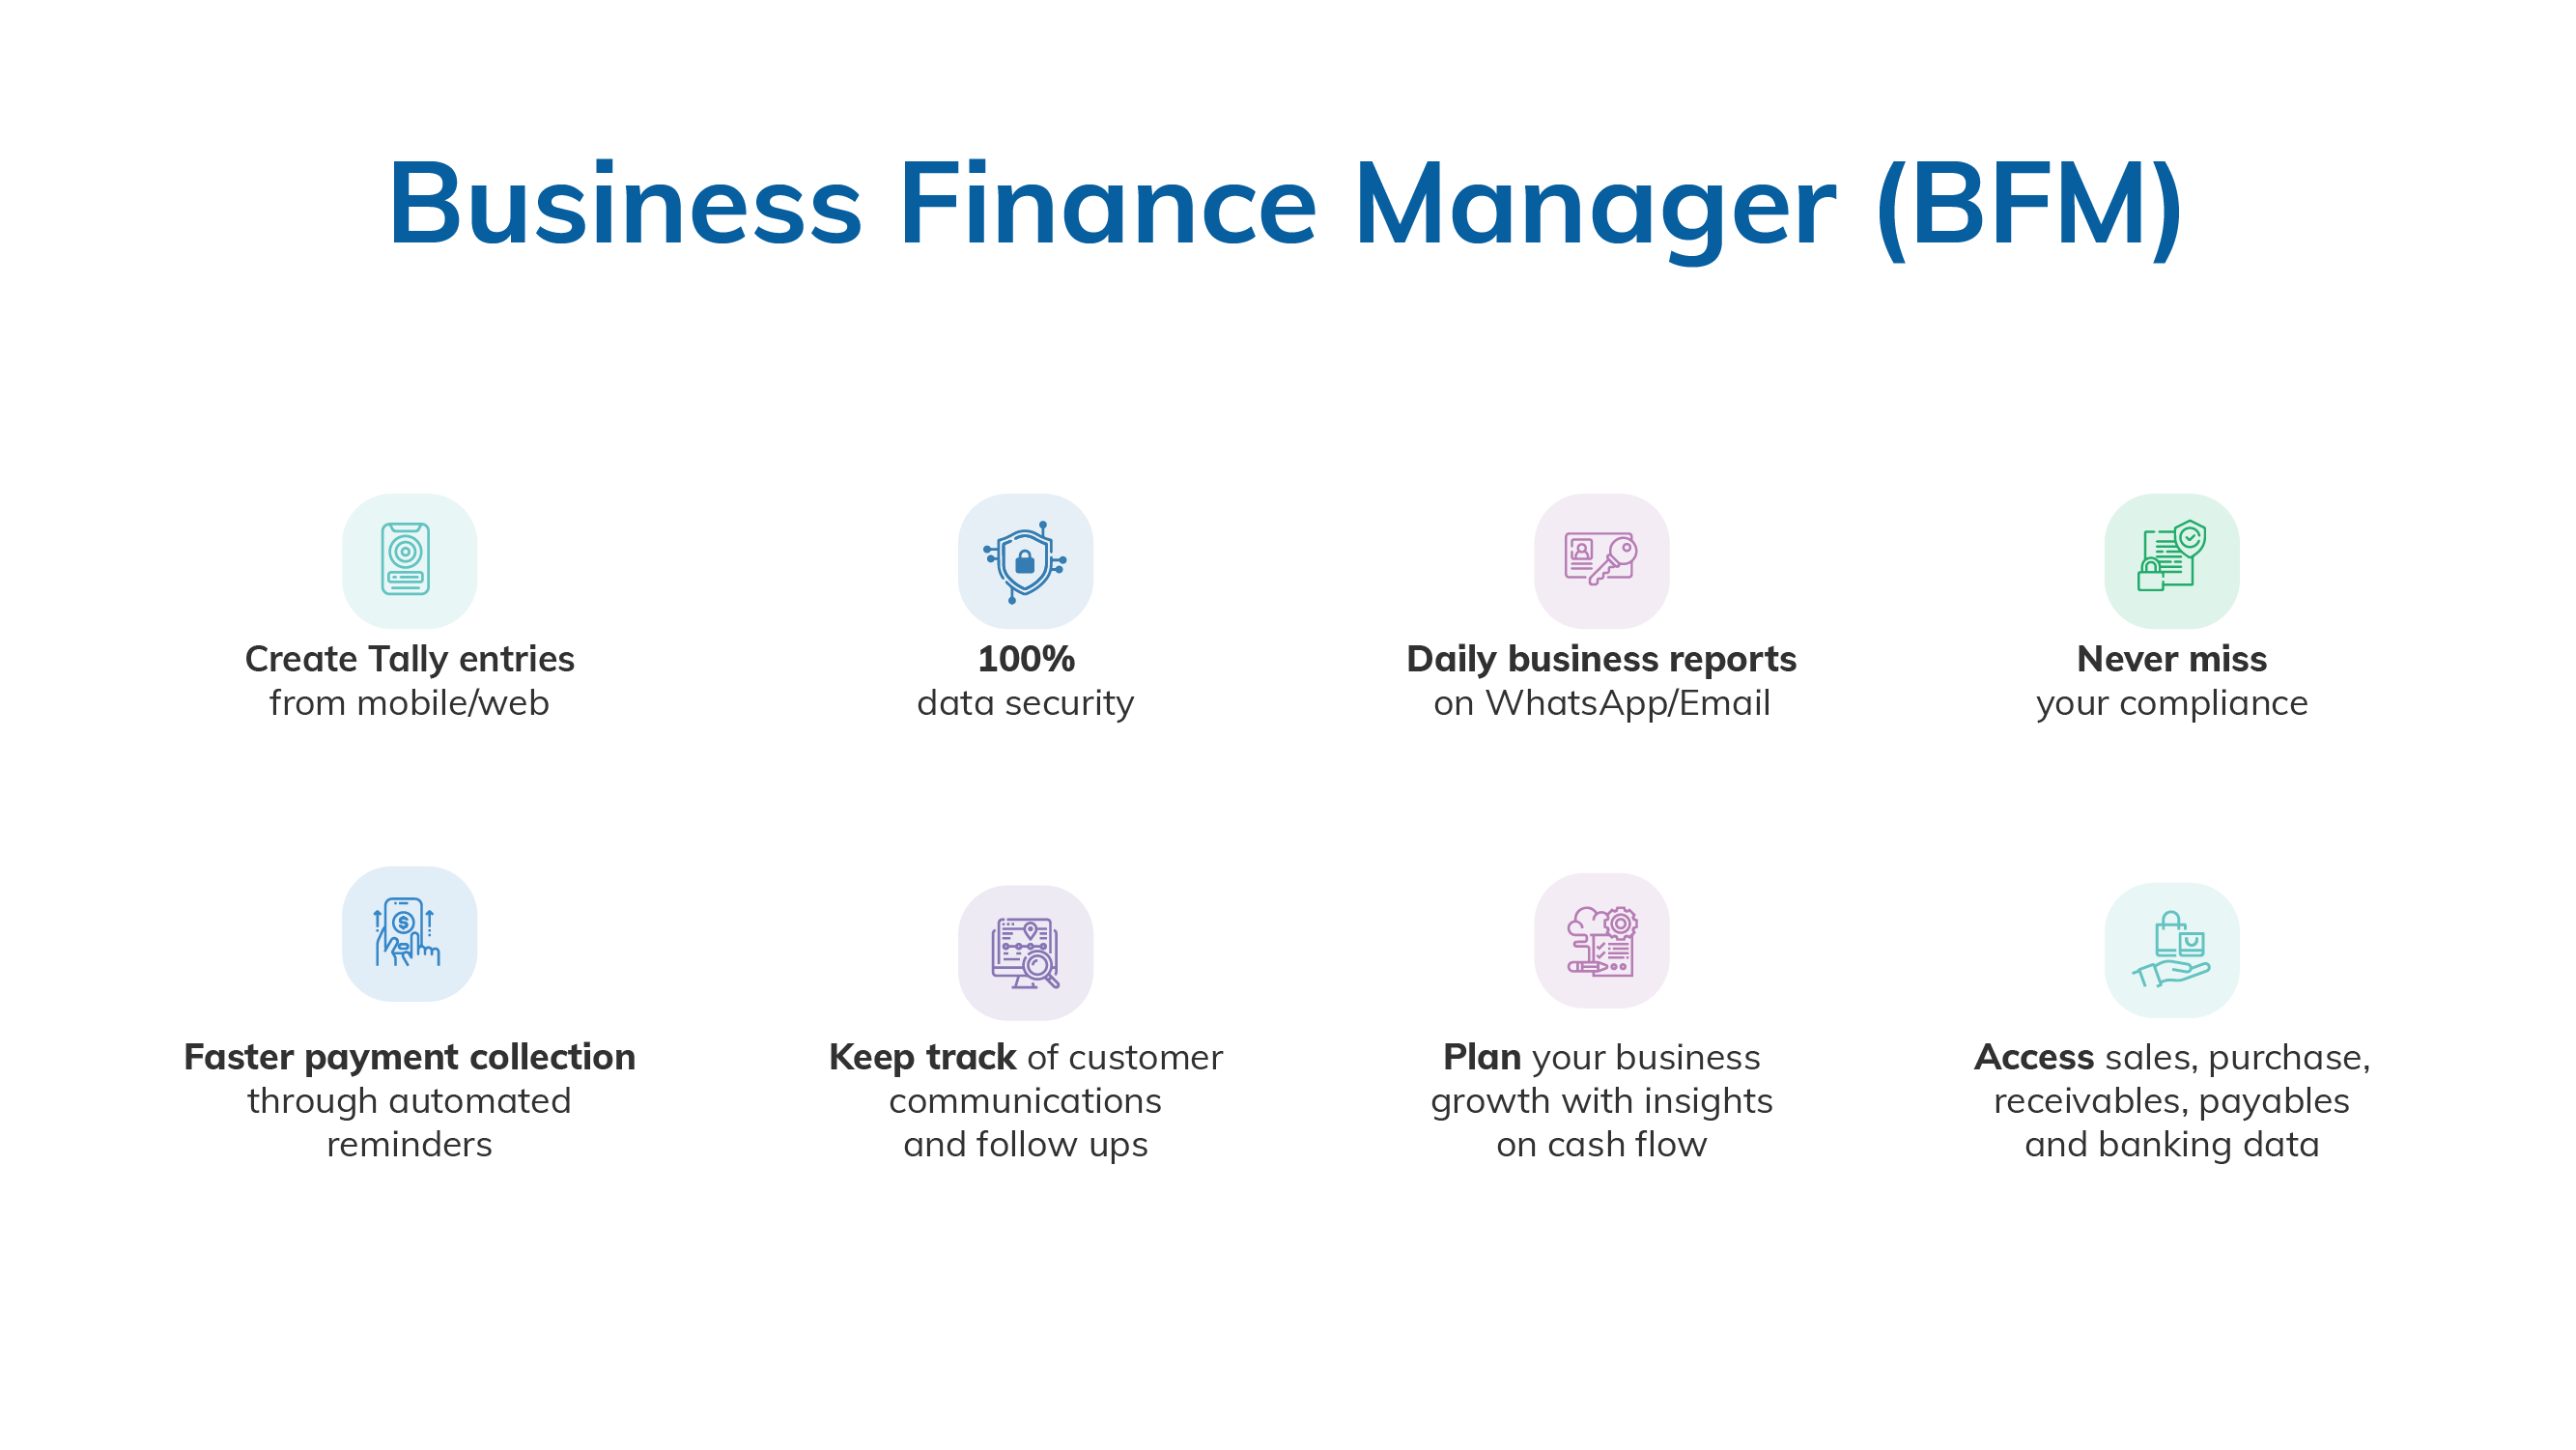 Business Finance Manager (BFM)
Create Tally entries
from mobile/web
100%
data security
Daily business reports
on WhatsApp/Email
Never miss
your compliance
Faster payment collection
through automated
reminders
Keep track of customer
communications
and follow ups
Plan your business
growth with insights
on cash flow
Access sales, purchase,
receivables, payables
and banking data